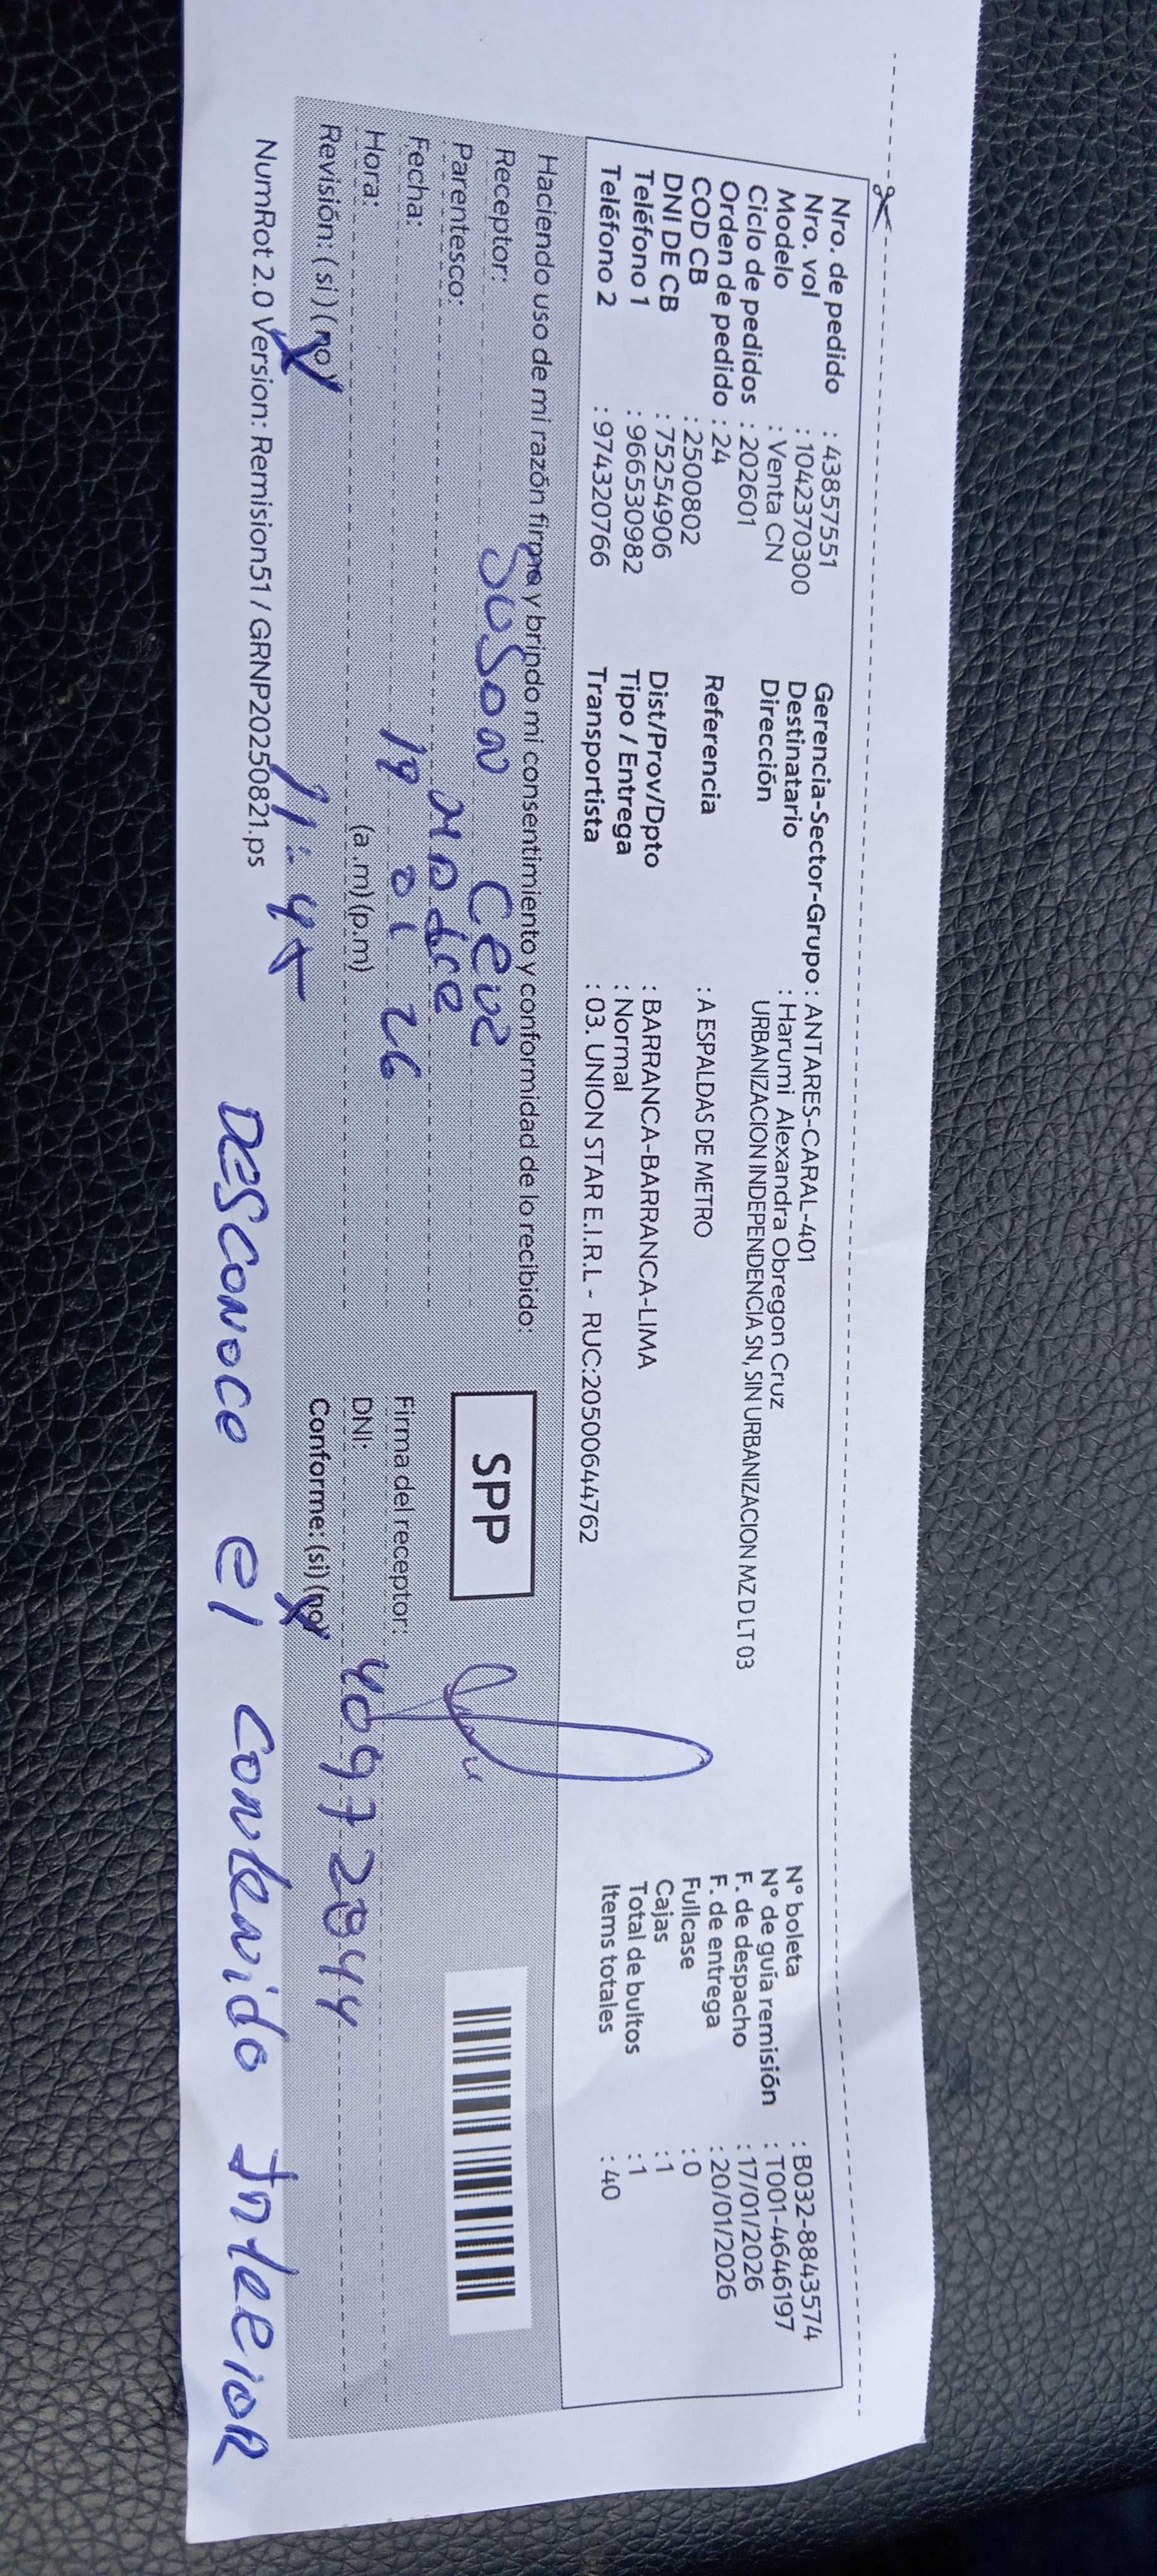 Nro. de pedido : 43857551
Nro. vol : 1042370300
Modelo : Venta CN
Ciclo de pedidos : 202601
Orden de pedido : 24
COD CB : 2500802
DNI DE CB : 75254906
Teléfono 1 : 966530982
Teléfono 2 : 974320766
Gerencia-Sector-Grupo : ANTARES-CARAL-401
Destinatario : Harumi Alexandra Obregon Cruz
Dirección URBANIZACION INDEPENDENCIA SN, SIN URBANIZACION MZ D LT 03
Referencia : A ESPALDAS DE METRO
Dist/Prov/Dpto : BARRANCA-BARRANCA-LIMA
Tipo / Entrega : Normal
Transportista : 03. UNION STAR E.I.R.L - RUC:20500644762
N° boleta : B032-8843574
N° de guía remisión : T001-4646197
F. de despacho : 17/01/2026
F. de entrega : 20/01/2026
Fullcase : 0
Cajas : 1
Total de bultos : 1
Items totales : 40
Haciendo uso de mi razón firmo y brindo mi consentimiento y conformidad de lo recibido:
Receptor: Suson
Parentesco: Madre
Fecha: 19 01 26
Hora: (a .m)(p.m)
11:45
Revisión: ( si ) ( no )
SPP
Firma del receptor:
DNI: 40972844
Conforme: (si) (no)
NumRot 2.0 Version: Remision51 / GRNP20250821.ps
DESCONOCE el Contenido Interior